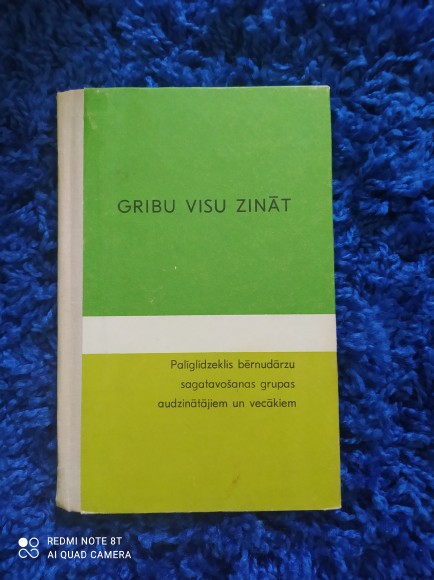 GRIBU VISU ZINĀT
Palīglīdzeklis bērnudārzu
sagatavošanas grupas
audzinātājiem un vecākiem
REDMI NOTE 8T
AI QUAD CAMERA